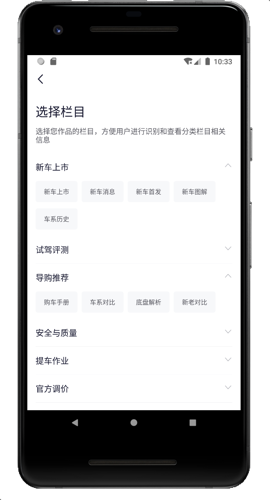 10:33
选择栏目
选择您作品的栏目，方便用户进行识别和查看分类栏目相关
信息
新车上市
新车上市 新车消息 新车首发 新车图解
车系历史
试驾评测
导购推荐
购车手册 车系对比 底盘解析 新老对比
安全与质量
提车作业
官方调价